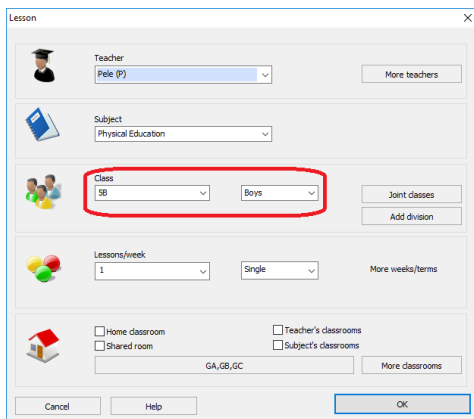 Lesson
Teacher
Pele (P)
More teachers
Subject
Physical Education
Class
5B Boys
Joint classes
Add division
Lessons/week
1 Single More weeks/terms
Home classroom Teacher's classrooms
Shared room Subject's classrooms
GA,GB,GC More classrooms
Cancel Help OK